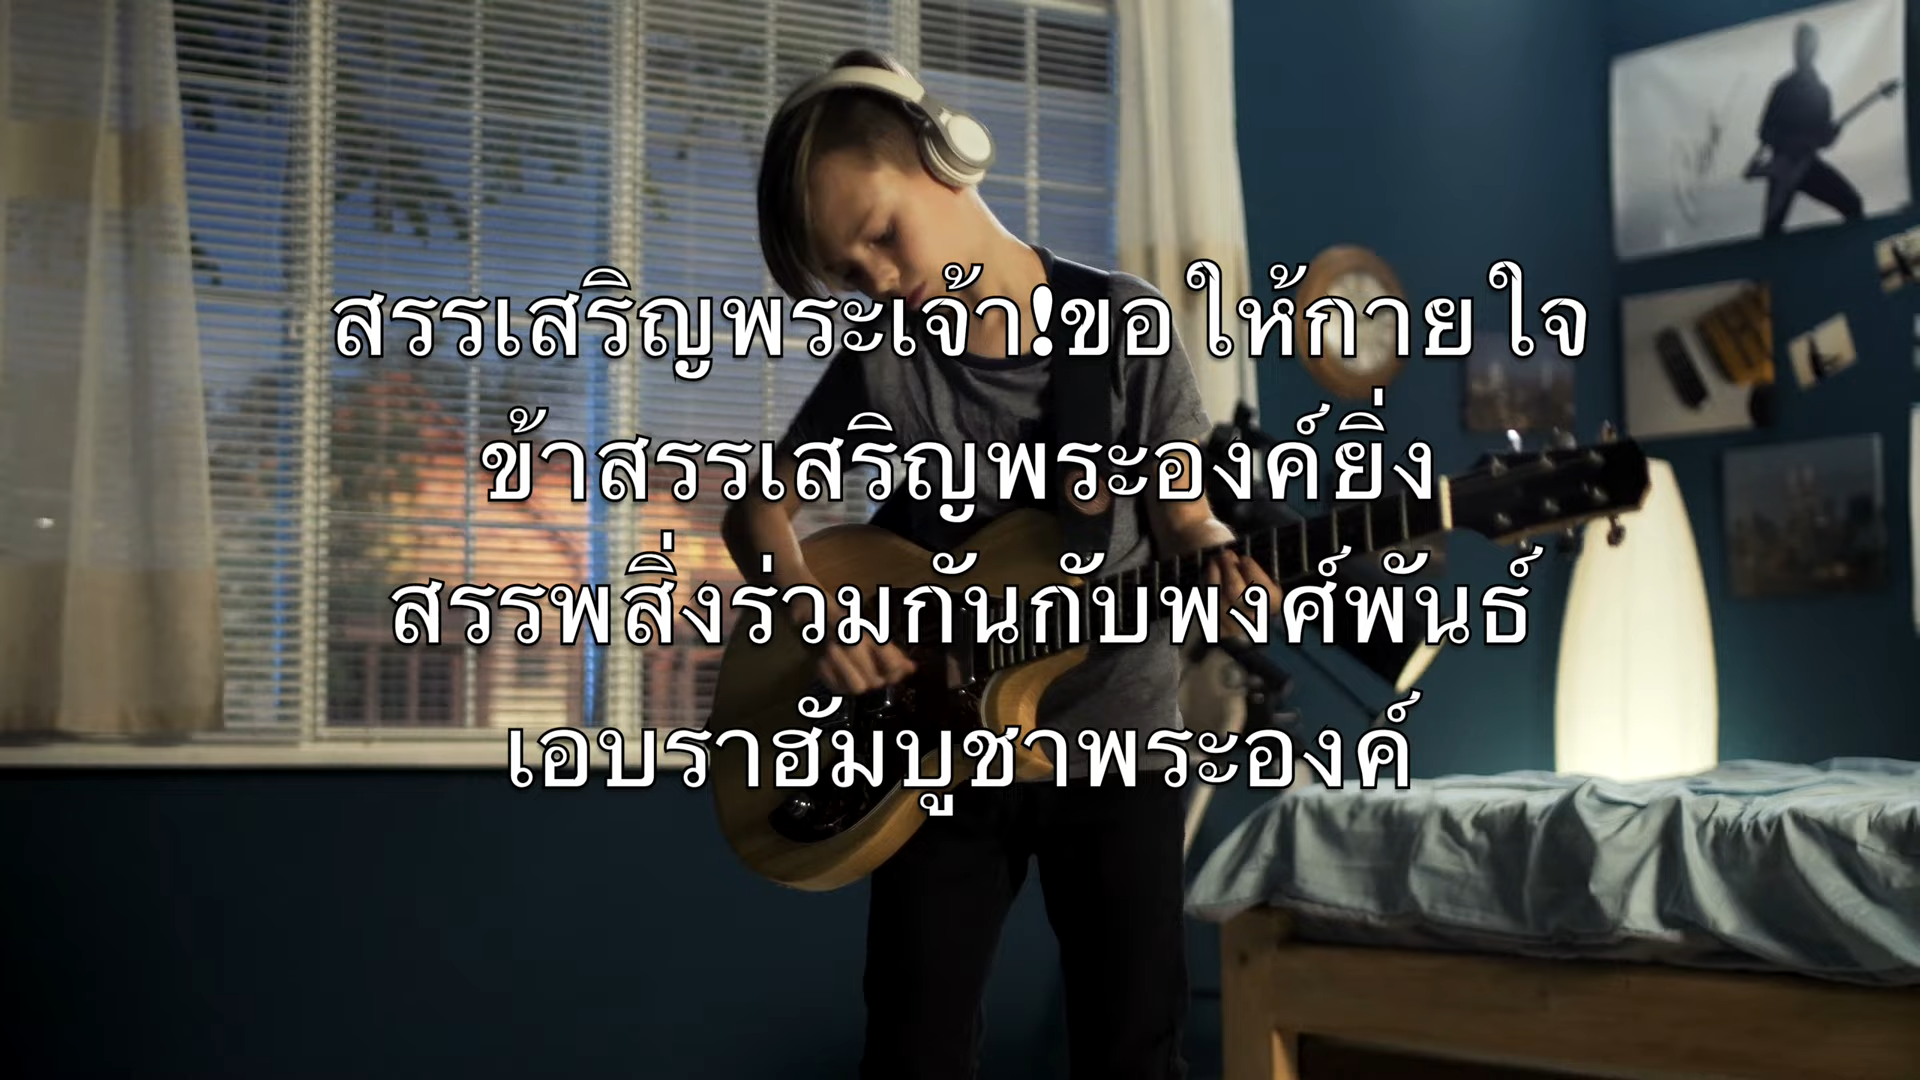 สรรเสริญพระเจ้า!ขอให้กายใจ
ข้าสรรเสริญพระองค์ยิ่ง
สรรพสิ่งร่วมกันกับพงศ์พันธ์
เอบราฮัมบูชาพระองค์